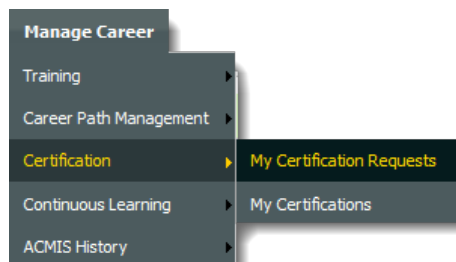 Manage Career
Training
Career Path Management
Certification
My Certification Requests
Continuous Learning
My Certifications
ACMIS History